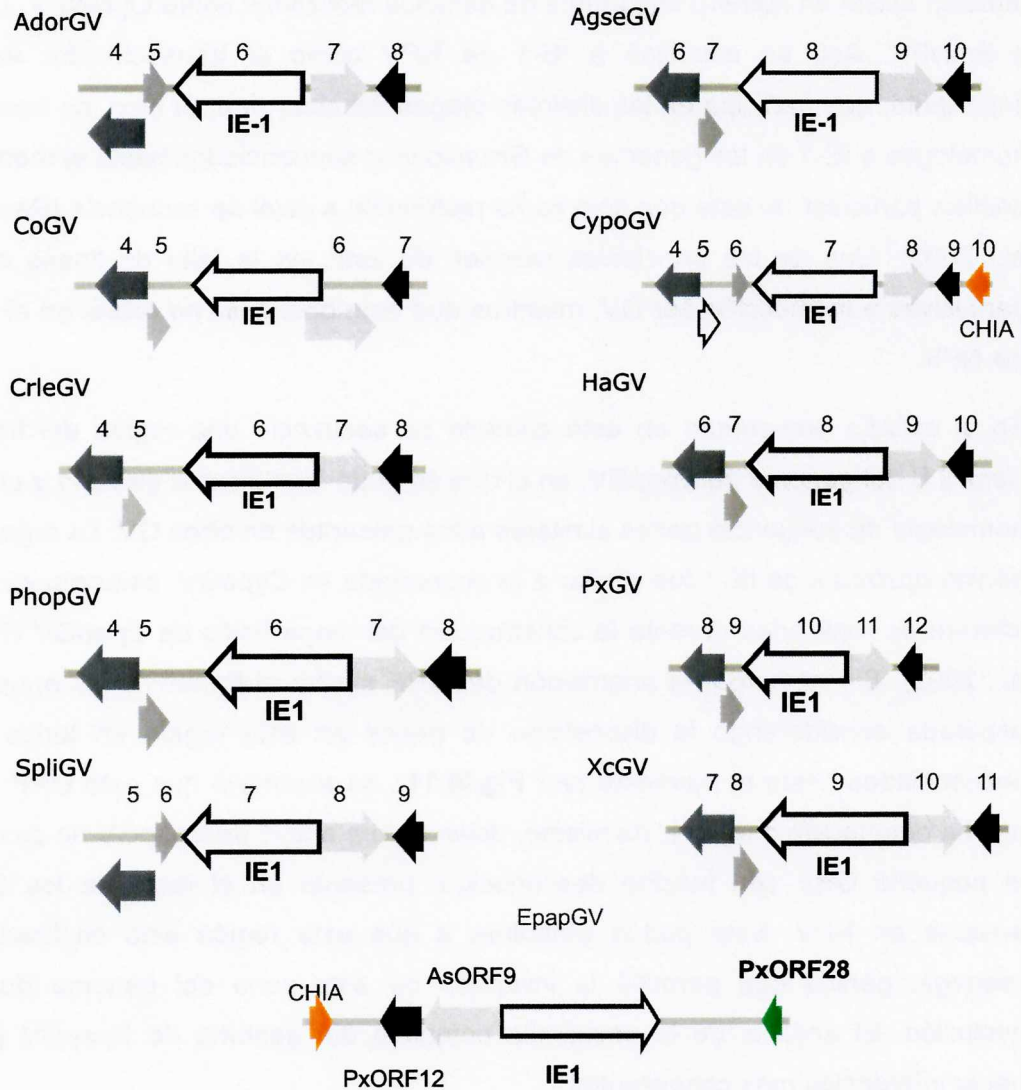 AdorGV
4 5 6 7 8
IE-1
AgseGV
6 7 8 9 10
IE-1
CoGV
4 5 6 7
IE1
CypoGV
4 5 6 7 8 9 10
IE1
CHIA
CrleGV
4 5 6 7 8
IE1
HaGV
6 7 8 9 10
IE1
PhopGV
4 5 6 7 8
IE1
PxGV
8 9 10 11 12
IE1
SpliGV
5 6 7 8 9
IE1
XcGV
7 8 9 10 11
IE1
EpapGV
CHIA AsORF9 PxORF28
PxORF12 IE1